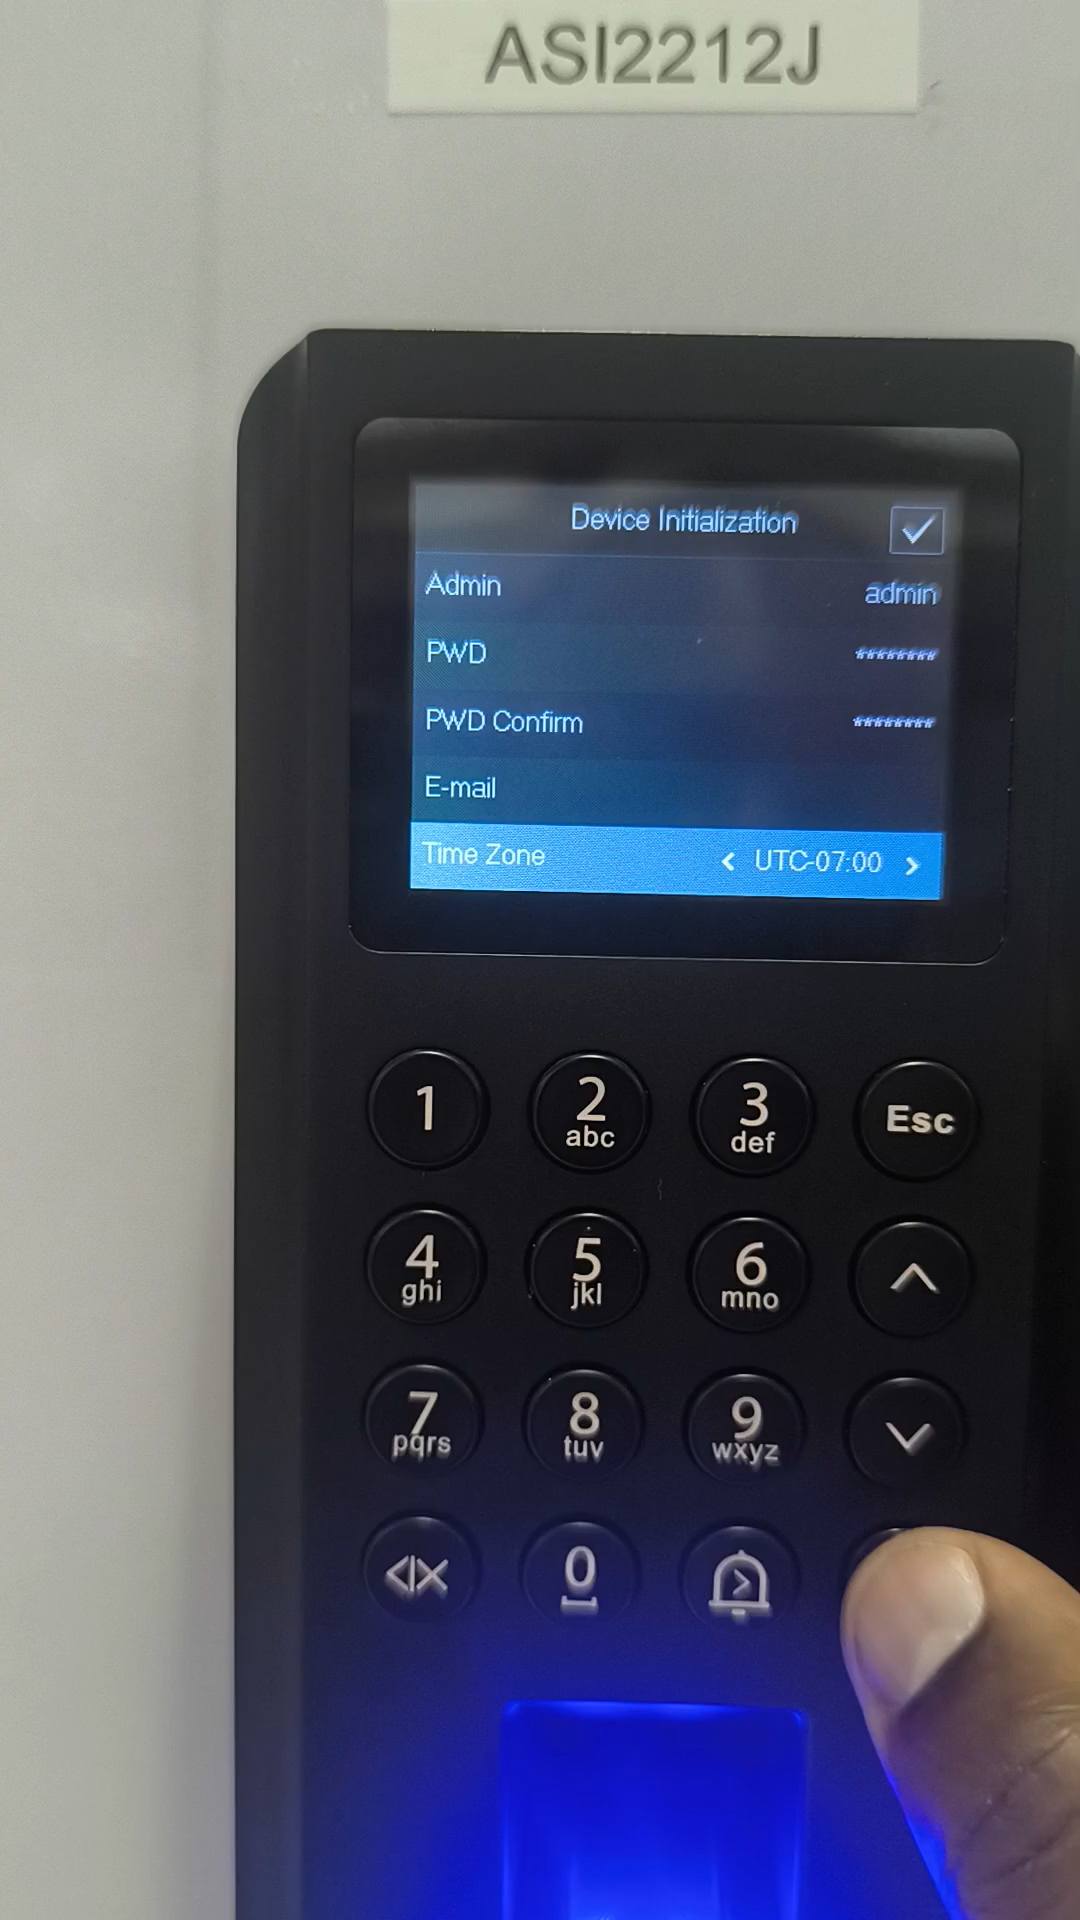 ASI2212J
Device Initialization
Admin admin
PWD ********
PWD Confirm ********
E-mail
Time Zone < UTC-07:00 >
1 2 3 Esc
abc def
4 5 6
ghi jkl mno
7 8 9
pqrs tuv wxyz
0